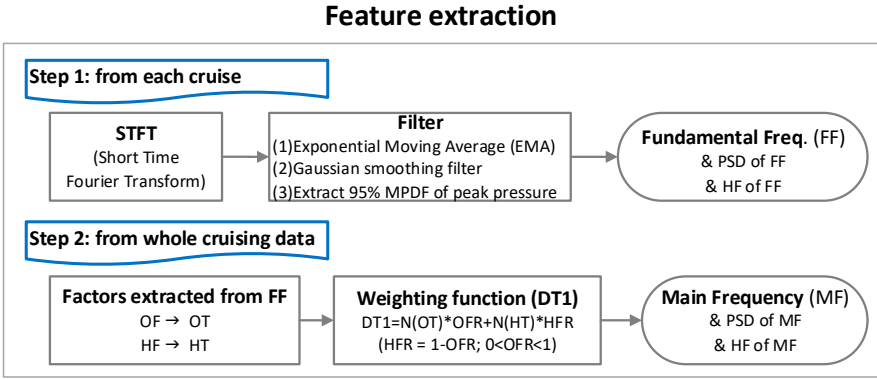 Feature extraction
Step 1: from each cruise
STFT
(Short Time
Fourier Transform)
Filter
(1)Exponential Moving Average (EMA)
(2)Gaussian smoothing filter
(3)Extract 95% MPDF of peak pressure
Fundamental Freq. (FF)
& PSD of FF
& HF of FF
Step 2: from whole cruising data
Factors extracted from FF
OF → OT
HF → HT
Weighting function (DT1)
DT1=N(OT)*OFR+N(HT)*HFR
(HFR = 1-OFR; 0<OFR<1)
Main Frequency (MF)
& PSD of MF
& HF of MF